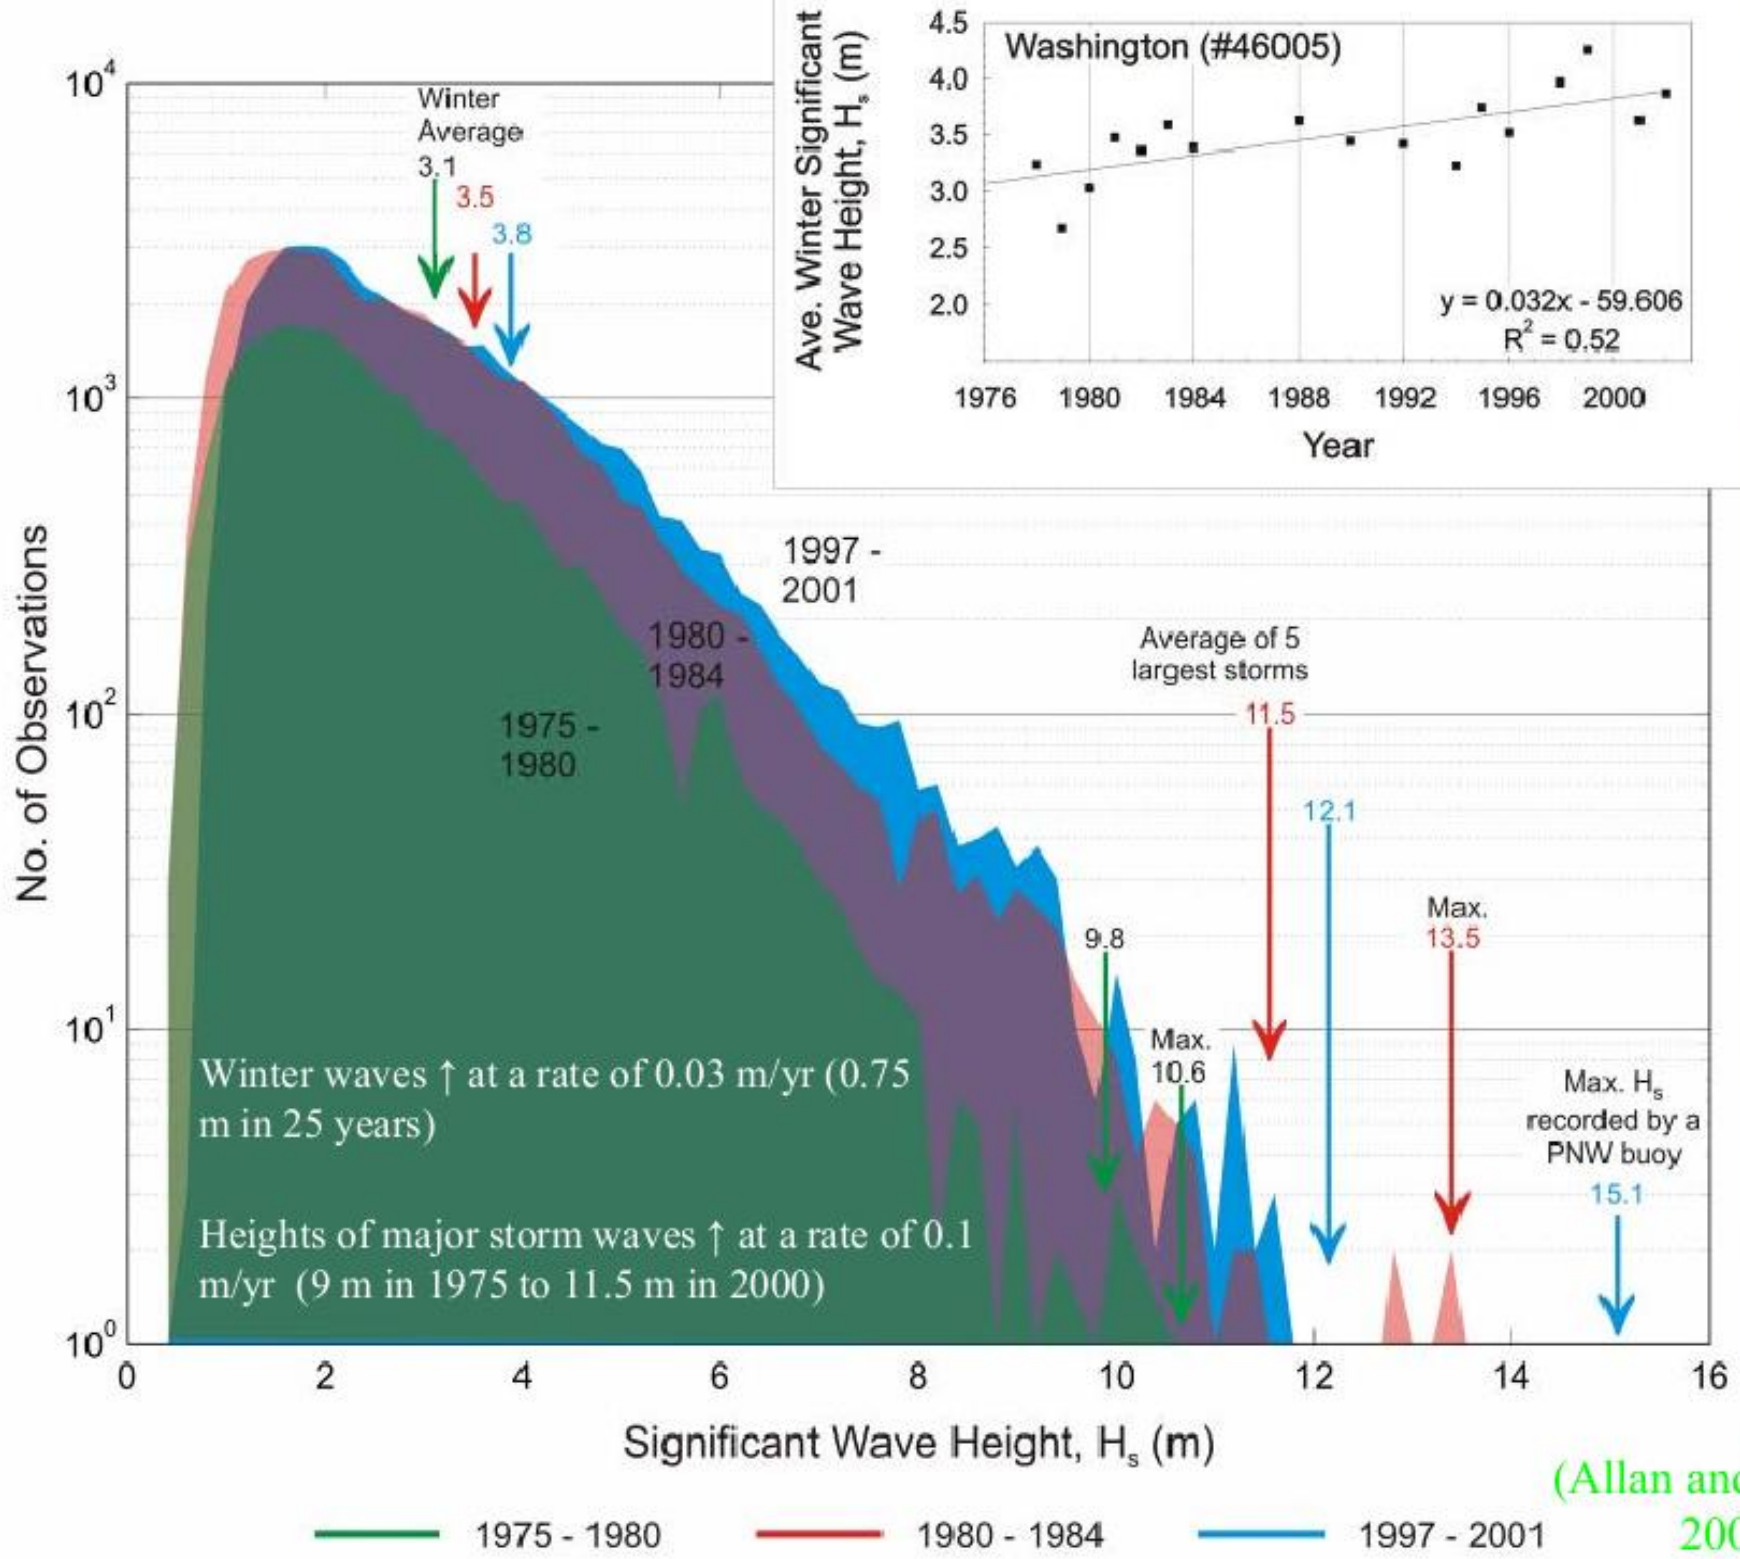 Winter
Average
3.1
3.5
3.8
Washington (#46005)
Ave. Winter Significant
Wave Height, Hs (m)
4.5
4.0
3.5
3.0
2.5
2.0
y = 0.032x - 59.606
R² = 0.52
1976 1980 1984 1988 1992 1996 2000
Year
10⁴
10³
10²
10¹
10⁰
No. of Observations
1997 -
2001
1980 -
1984
1975 -
1980
Average of 5
largest storms
11.5
12.1
9.8
Max.
10.6
Max.
13.5
Max. Hs
recorded by a
PNW buoy
15.1
Winter waves ↑ at a rate of 0.03 m/yr (0.75
m in 25 years)
Heights of major storm waves ↑ at a rate of 0.1
m/yr (9 m in 1975 to 11.5 m in 2000)
0 2 4 6 8 10 12 14 16
Significant Wave Height, Hs (m)
(Allan and
200
1975 - 1980 1980 - 1984 1997 - 2001